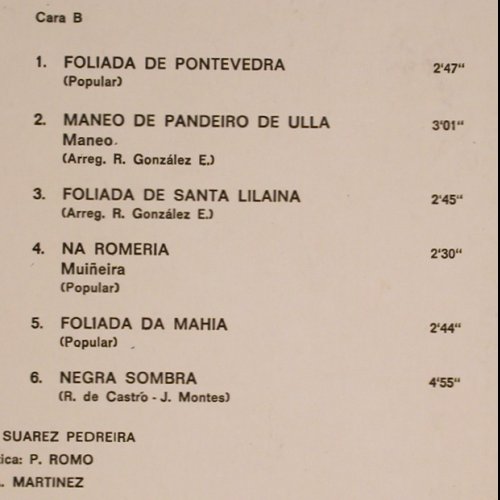 Cara B
1. FOLIADA DE PONTEVEDRA 2'47"
(Popular)
2. MANEO DE PANDEIRO DE ULLA 3'01"
Maneo.
(Arreg. R. González E.)
3. FOLIADA DE SANTA LILAINA 2'45"
(Arreg. R. González E.)
4. NA ROMERIA 2'30"
Muiñeira
(Popular)
5. FOLIADA DA MAHIA 2'44"
(Popular)
6. NEGRA SOMBRA 4'55"
(R. de Castro - J. Montes)
SUAREZ PEDREIRA
ica: P. ROMO
. MARTINEZ